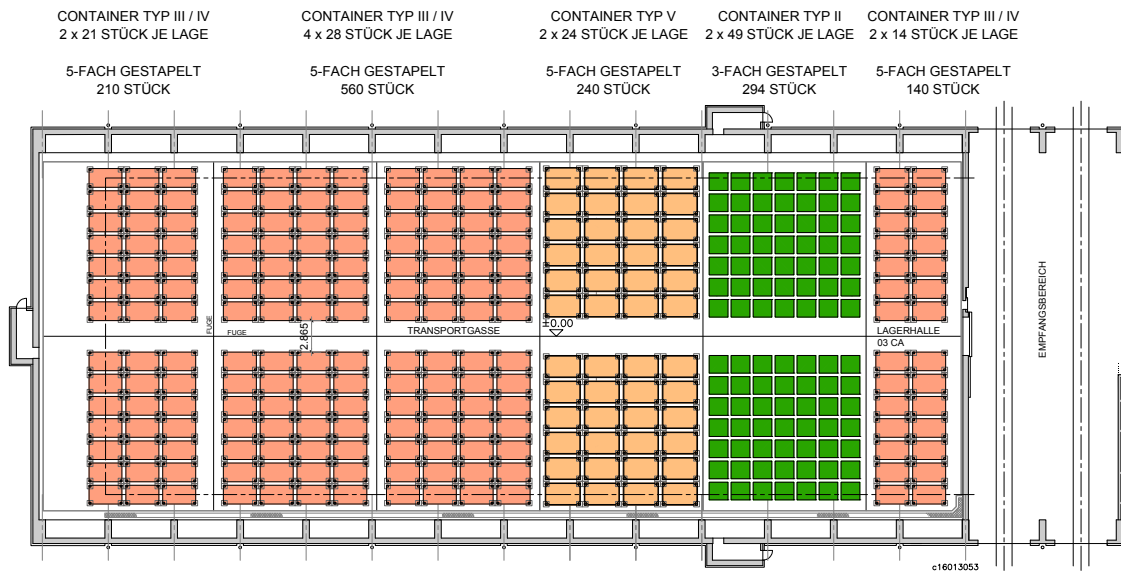 CONTAINER TYP III / IV
2 x 21 STÜCK JE LAGE
5-FACH GESTAPELT
210 STÜCK
CONTAINER TYP III / IV
4 x 28 STÜCK JE LAGE
5-FACH GESTAPELT
560 STÜCK
CONTAINER TYP V
2 x 24 STÜCK JE LAGE
5-FACH GESTAPELT
240 STÜCK
CONTAINER TYP II
2 x 49 STÜCK JE LAGE
3-FACH GESTAPELT
294 STÜCK
CONTAINER TYP III / IV
2 x 14 STÜCK JE LAGE
5-FACH GESTAPELT
140 STÜCK
FUGE
FUGE
2.865
TRANSPORTGASSE
±0.00
LAGERHALLE
03 CA
EMPFANGSBEREICH
c16013053